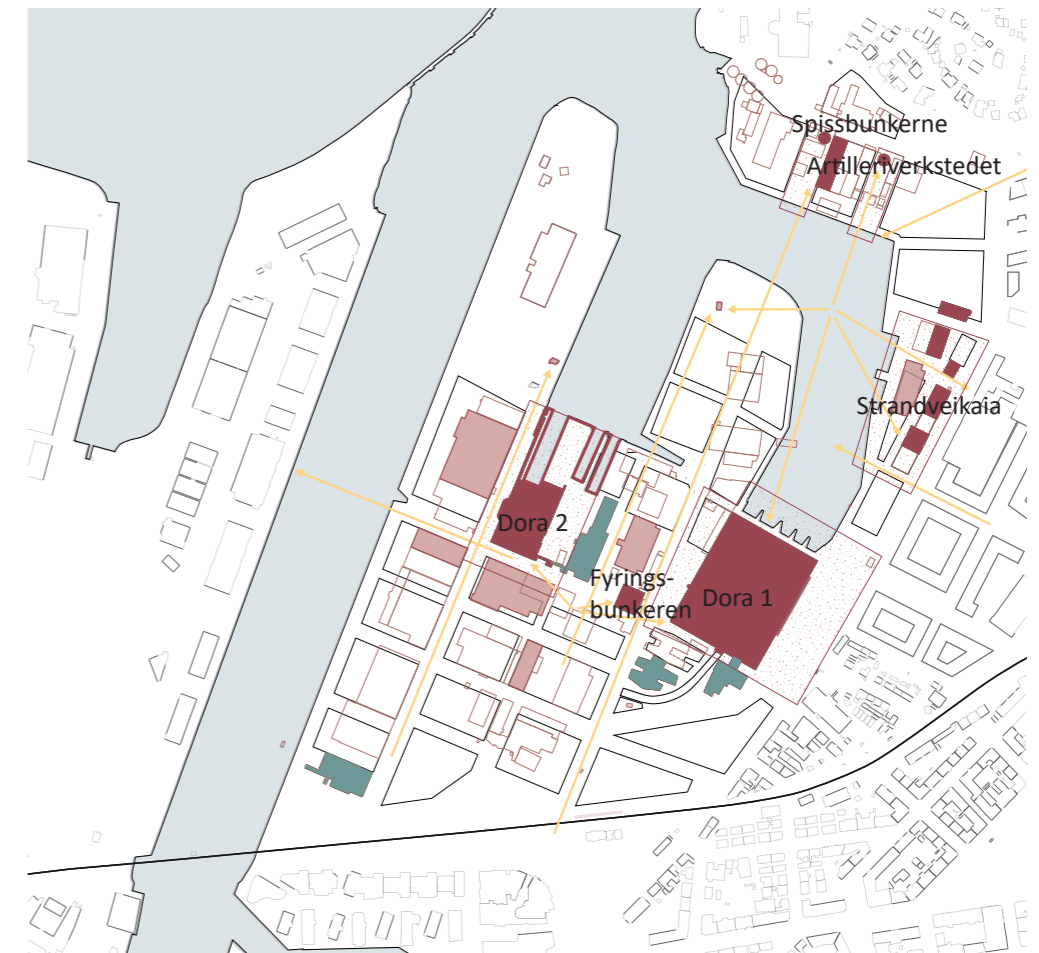 Spissbunkerne
Artilleriverkstedet
Strandveikaia
Dora 2
Fyrings-
bunkeren
Dora 1